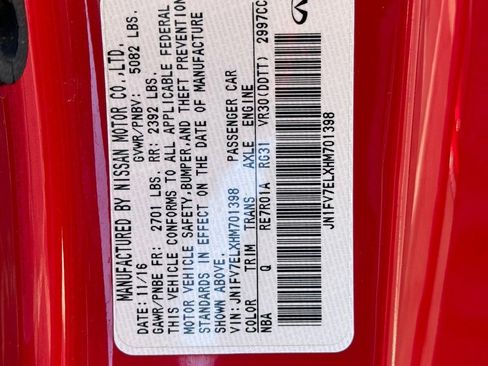 MANUFACTURED BY NISSAN MOTOR CO.,LTD.
DATE: 11/16 GVWR/PNBV: 5082 LBS.
GAWR/PNBE FR: 2701 LBS. RR: 2392 LBS.
THIS VEHICLE CONFORMS TO ALL APPLICABLE FEDERAL
MOTOR VEHICLE SAFETY,BUMPER,AND THEFT PREVENTION
STANDARDS IN EFFECT ON THE DATE OF MANUFACTURE
SHOWN ABOVE.
VIN: JN1FV7ELXHM701398 PASSENGER CAR
COLOR TRIM TRANS AXLE ENGINE
NBA Q RE7R01A RG31 VR30(DDTT) 2997CC
JN1FV7ELXHM701398